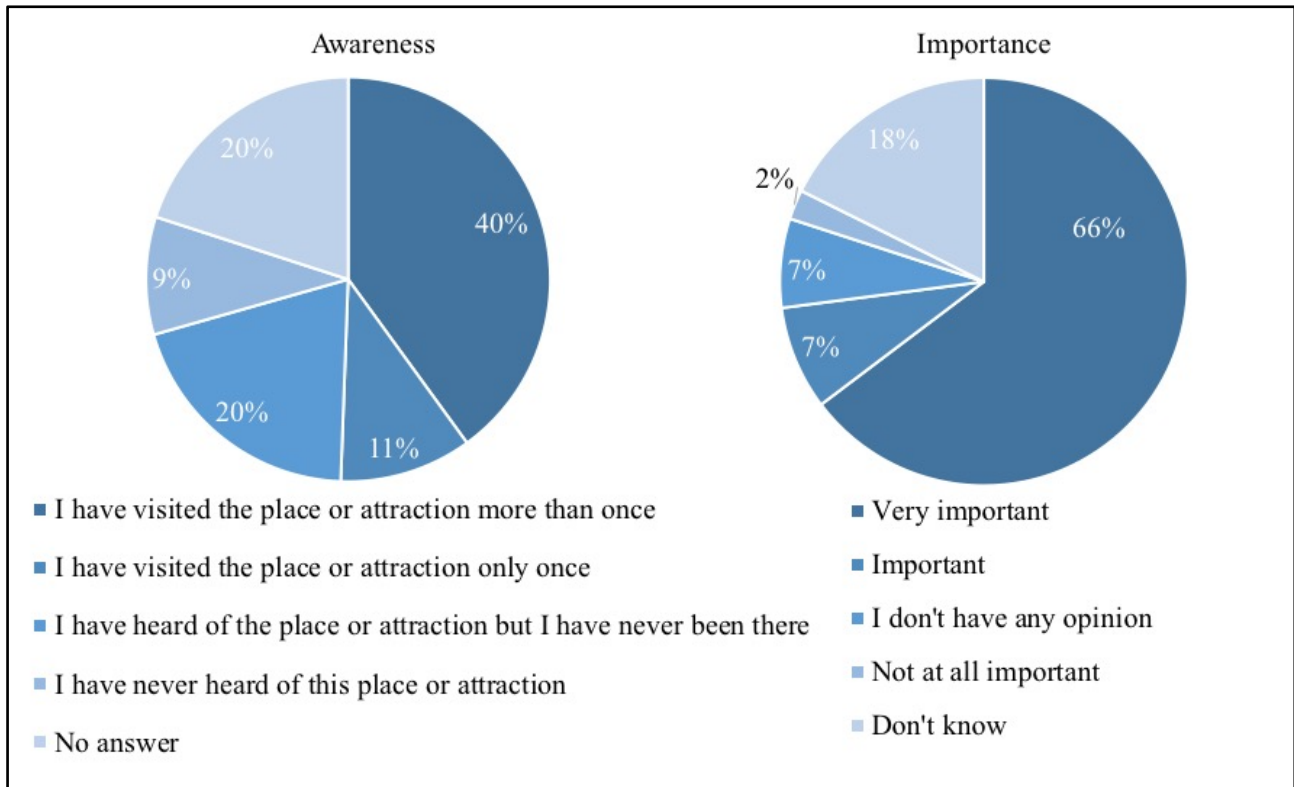 Awareness
20%
40%
9%
20%
11%
I have visited the place or attraction more than once
I have visited the place or attraction only once
I have heard of the place or attraction but I have never been there
I have never heard of this place or attraction
No answer
Importance
18%
2%
66%
7%
7%
Very important
Important
I don't have any opinion
Not at all important
Don't know